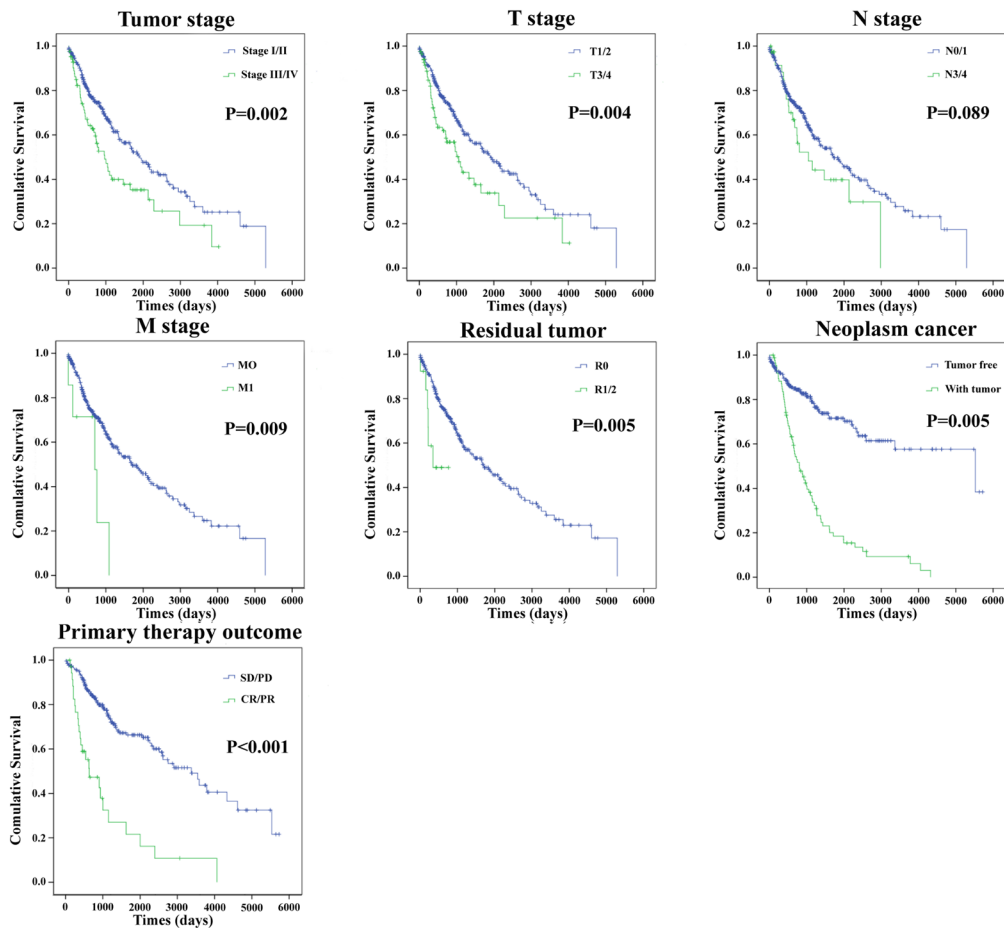 Tumor stage
Comulative Survival
1.0
0.8
0.6
0.4
0.2
0.0
Stage I/II
Stage III/IV
P=0.002
0 1000 2000 3000 4000 5000 6000
Times (days)
T stage
Comulative Survival
1.0
0.8
0.6
0.4
0.2
0.0
T1/2
T3/4
P=0.004
0 1000 2000 3000 4000 5000 6000
Times (days)
N stage
Comulative Survival
1.0
0.8
0.6
0.4
0.2
0.0
N0/1
N3/4
P=0.089
0 1000 2000 3000 4000 5000 6000
Times (days)
M stage
Comulative Survival
1.0
0.8
0.6
0.4
0.2
0.0
MO
M1
P=0.009
0 1000 2000 3000 4000 5000 6000
Times (days)
Residual tumor
Comulative Survival
1.0
0.8
0.6
0.4
0.2
0.0
R0
R1/2
P=0.005
0 1000 2000 3000 4000 5000 6000
Times (days)
Neoplasm cancer
Comulative Survival
1.0
0.8
0.6
0.4
0.2
0.0
Tumor free
With tumor
P=0.005
0 1000 2000 3000 4000 5000 6000
Times (days)
Primary therapy outcome
Comulative Survival
1.0
0.8
0.6
0.4
0.2
0.0
SD/PD
CR/PR
P<0.001
0 1000 2000 3000 4000 5000 6000
Times (days)